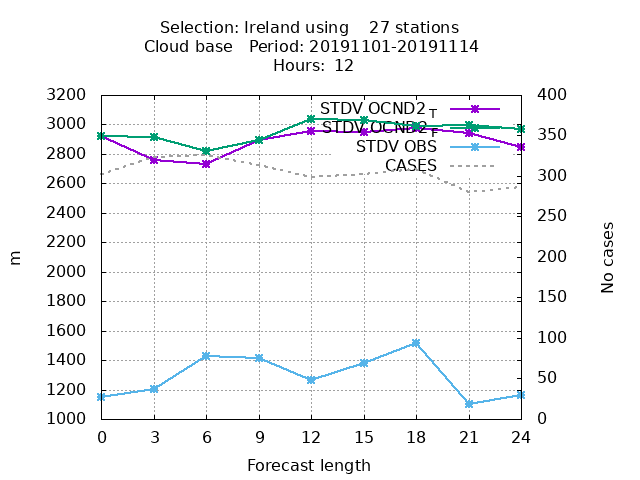 Selection: Ireland using    27 stations
Cloud base   Period: 20191101-20191114
Hours:  12
3200
3000
2800
2600
2400
2200
2000
1800
1600
1400
1200
1000
m
STDV OCND2 T
STDV OCND2 F
STDV OBS
CASES
400
350
300
250
200
150
100
50
0
No cases
0 3 6 9 12 15 18 21 24
Forecast length